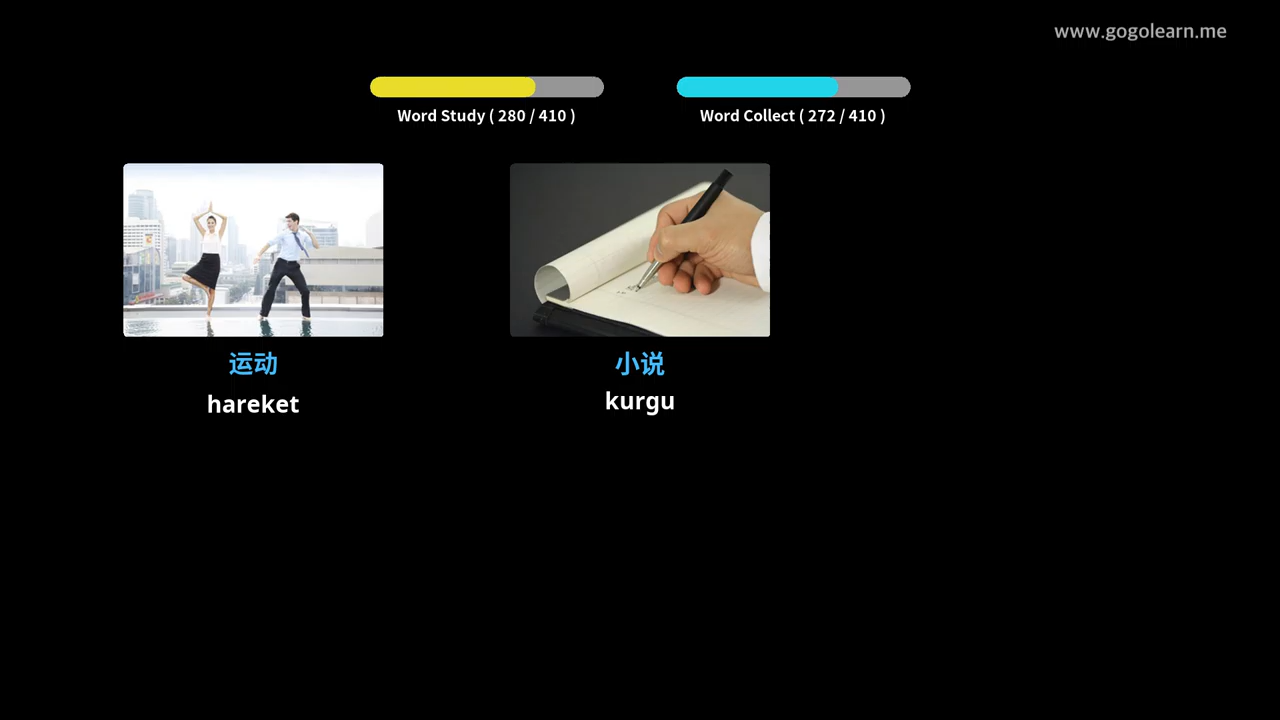 www.gogolearn.me
Word Study ( 280 / 410 )
Word Collect ( 272 / 410 )
运动
hareket
小说
kurgu